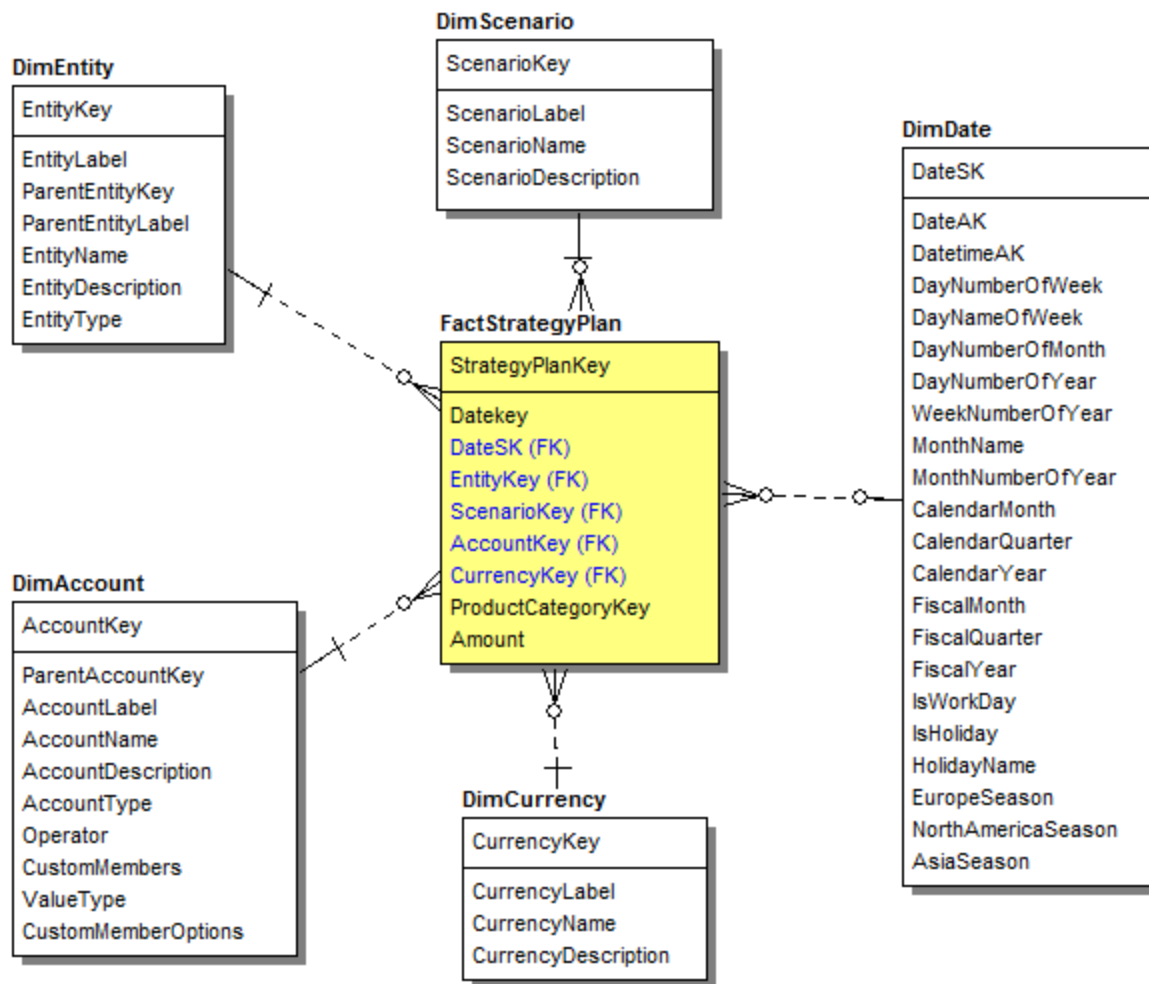 DimScenario
ScenarioKey
ScenarioLabel
ScenarioName
ScenarioDescription
DimEntity
EntityKey
EntityLabel
ParentEntityKey
ParentEntityLabel
EntityName
EntityDescription
EntityType
DimDate
DateSK
DateAK
DatetimeAK
DayNumberOfWeek
DayNameOfWeek
DayNumberOfMonth
DayNumberOfYear
WeekNumberOfYear
MonthName
MonthNumberOfYear
CalendarMonth
CalendarQuarter
CalendarYear
FiscalMonth
FiscalQuarter
FiscalYear
IsWorkDay
IsHoliday
HolidayName
EuropeSeason
NorthAmericaSeason
AsiaSeason
FactStrategyPlan
StrategyPlanKey
Datekey
DateSK (FK)
EntityKey (FK)
ScenarioKey (FK)
AccountKey (FK)
CurrencyKey (FK)
ProductCategoryKey
Amount
DimAccount
AccountKey
ParentAccountKey
AccountLabel
AccountName
AccountDescription
AccountType
Operator
CustomMembers
ValueType
CustomMemberOptions
DimCurrency
CurrencyKey
CurrencyLabel
CurrencyName
CurrencyDescription